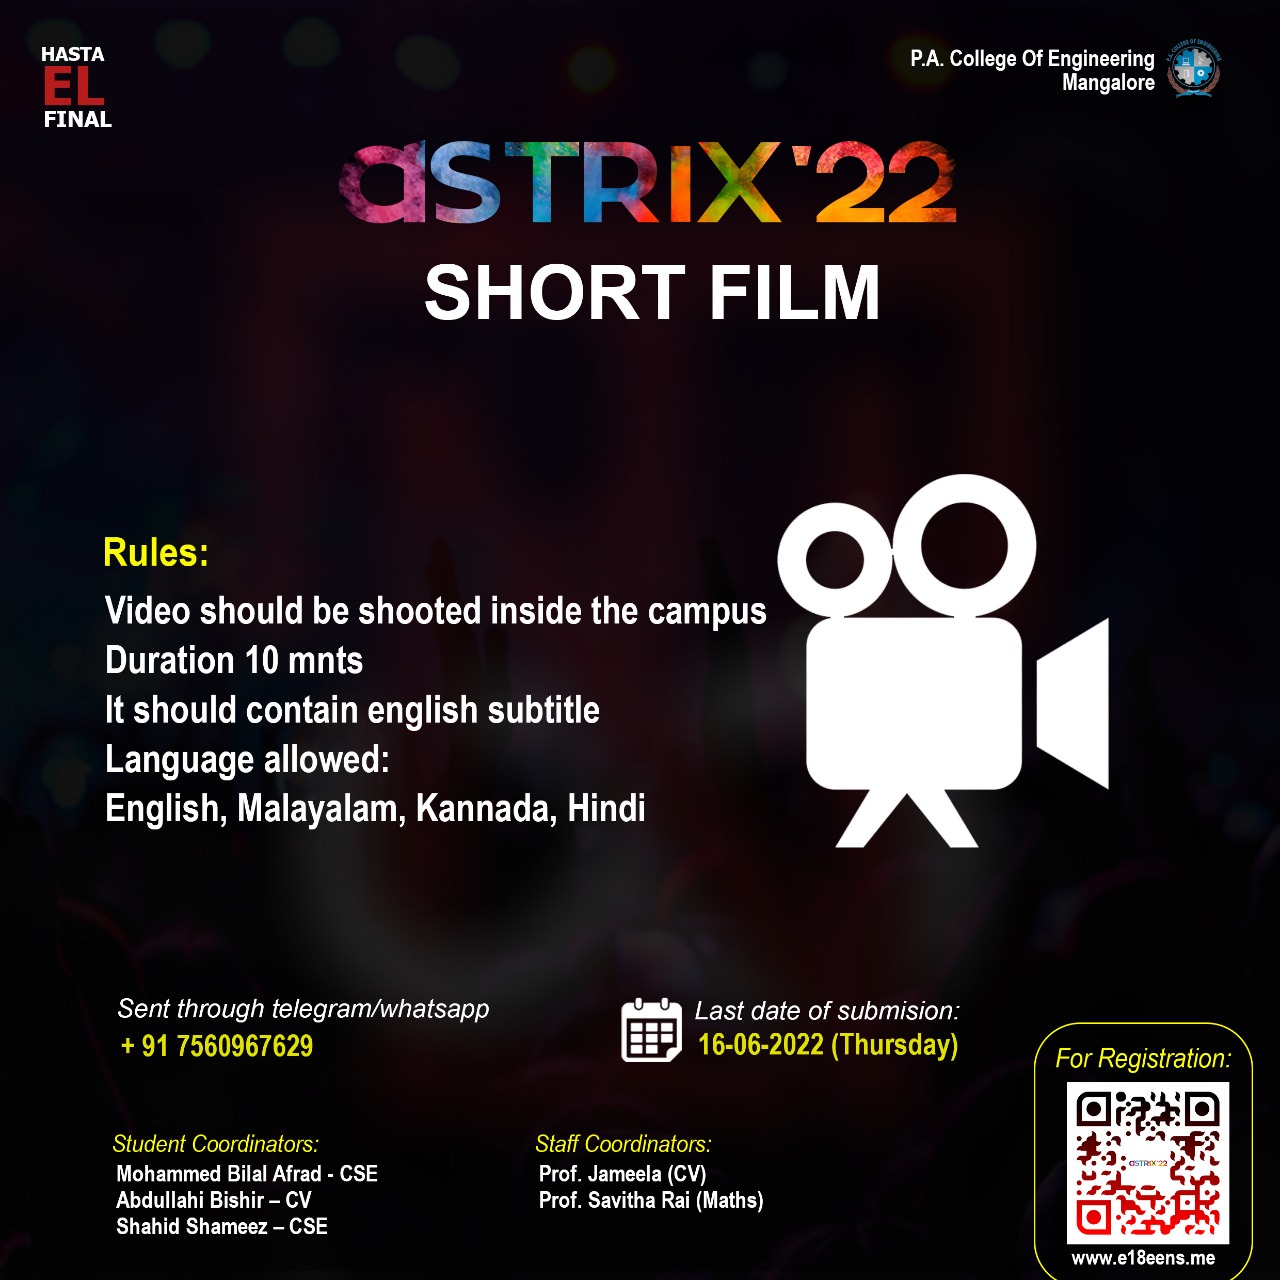 HASTA
EL
FINAL
P.A. College Of Engineering
Mangalore
aSTRIX'22
SHORT FILM
Rules:
Video should be shooted inside the campus
Duration 10 mnts
It should contain english subtitle
Language allowed:
English, Malayalam, Kannada, Hindi
Sent through telegram/whatsapp
+ 91 7560967629
Last date of submision:
16-06-2022 (Thursday)
Student Coordinators:
Mohammed Bilal Afrad - CSE
Abdullahi Bishir – CV
Shahid Shameez – CSE
Staff Coordinators:
Prof. Jameela (CV)
Prof. Savitha Rai (Maths)
For Registration:
aSTRIX'22
www.e18eens.me